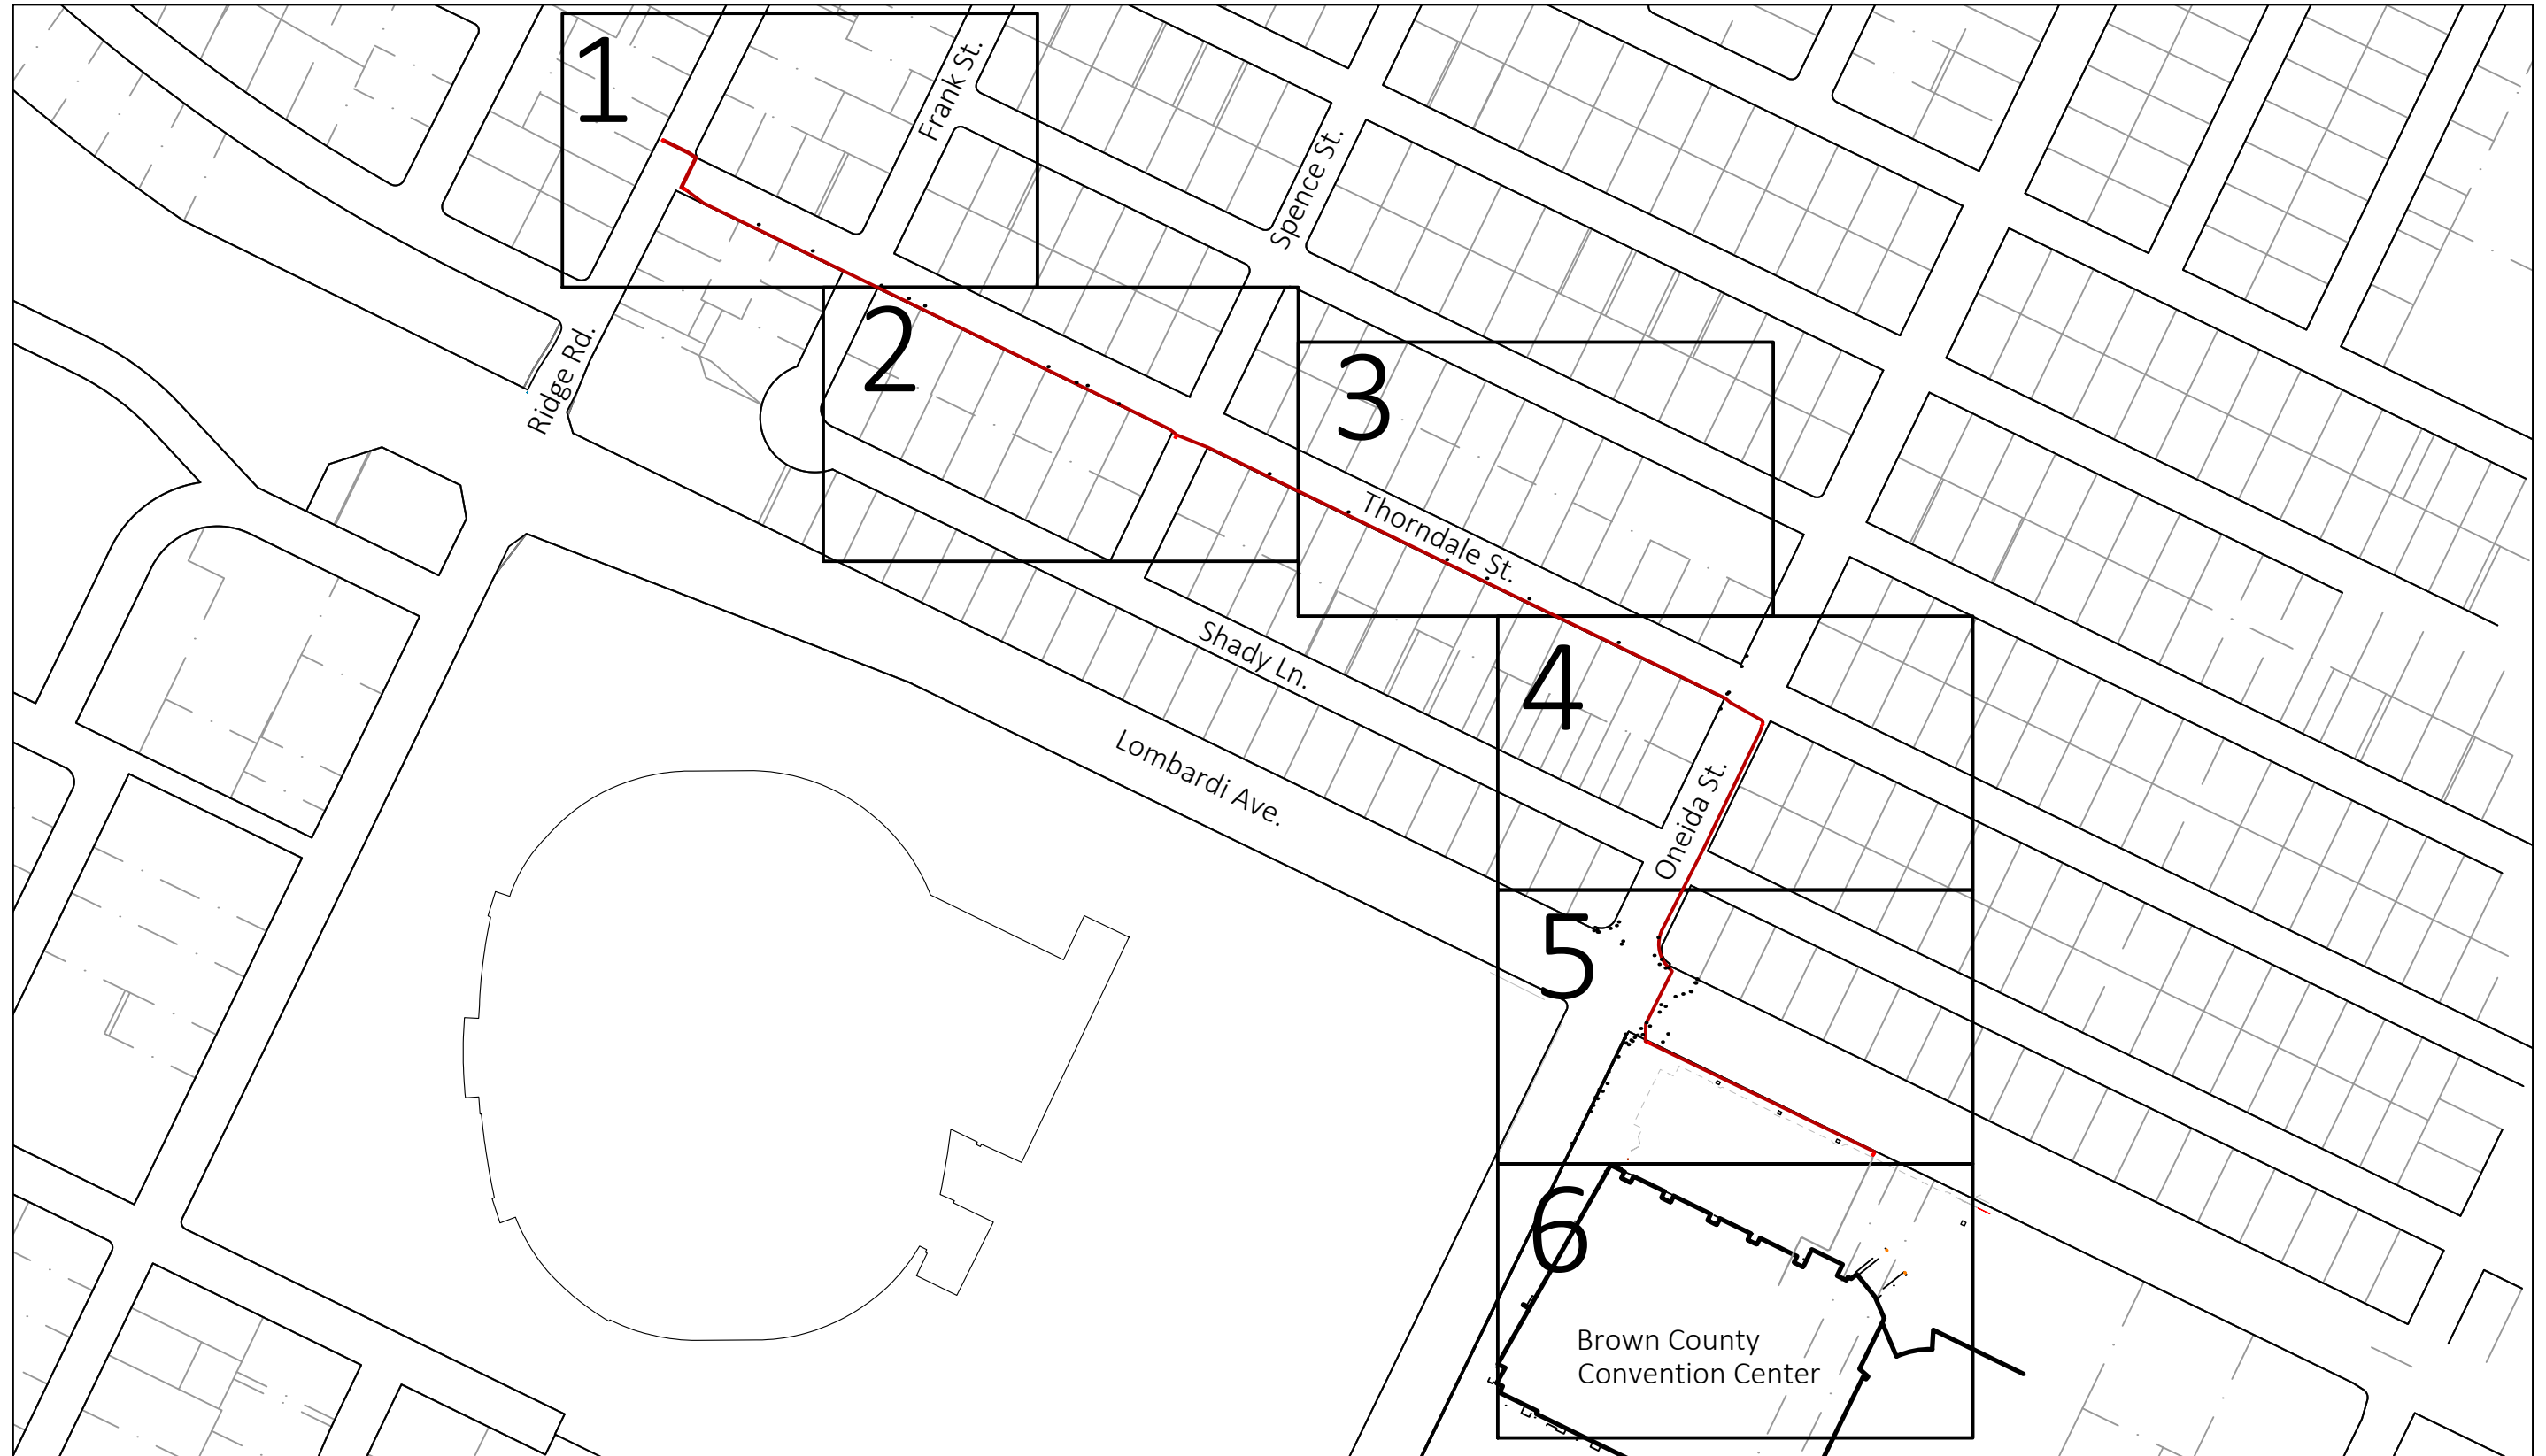 1
Frank St.
Spence St.
Ridge Rd.
2
3
Thorndale St.
Shady Ln.
4
Lombardi Ave.
Oneida St.
5
6
Brown County
Convention Center